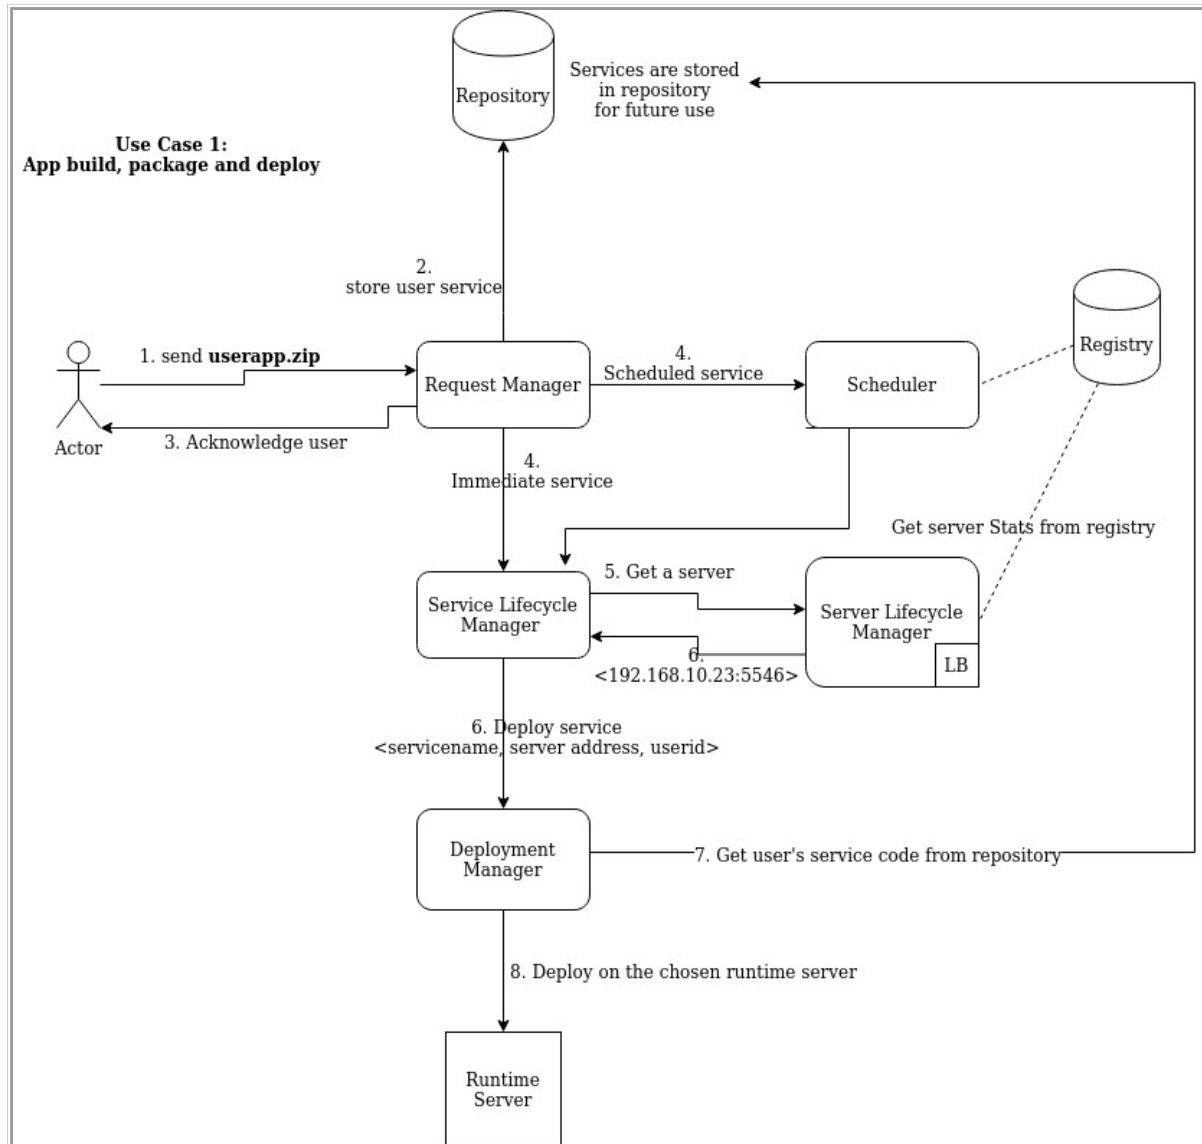 Repository
Services are stored
in repository
for future use
Use Case 1:
App build, package and deploy
2.
store user service
Registry
1. send userapp.zip
Request Manager
4.
Scheduled service
Scheduler
3. Acknowledge user
Actor
4.
Immediate service
Get server Stats from registry
5. Get a server
Service Lifecycle
Manager
Server Lifecycle
Manager
LB
6.
<192.168.10.23:5546>
6. Deploy service
<servicename, server address, userid>
Deployment
Manager
7. Get user's service code from repository
8. Deploy on the chosen runtime server
Runtime
Server